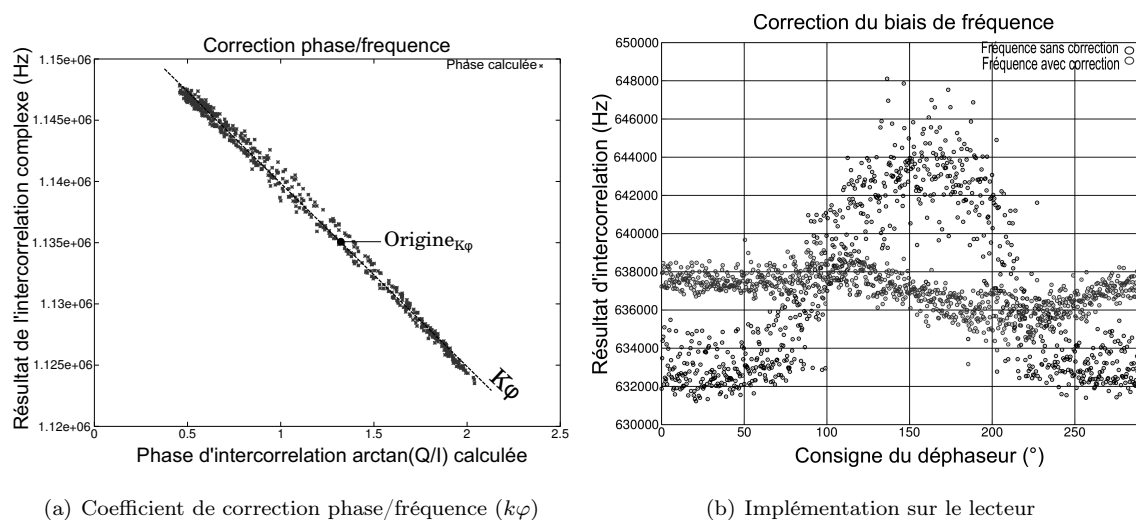 Correction phase/frequence
Résultat de l'intercorrelation complexe (Hz)
1.15e+06
1.145e+06
1.14e+06
1.135e+06
1.13e+06
1.125e+06
1.12e+06
Phase calculée
Origine Kφ
Kφ
0
0.5
1
1.5
2
2.5
Phase d'intercorrelation arctan(Q/I) calculée
(a) Coefficient de correction phase/fréquence (kφ)
Correction du biais de fréquence
Résultat d'intercorrelation (Hz)
650000
648000
646000
644000
642000
640000
638000
636000
634000
632000
630000
Fréquence sans correction
Fréquence avec correction
0
50
100
150
200
250
Consigne du déphaseur (°)
(b) Implémentation sur le lecteur